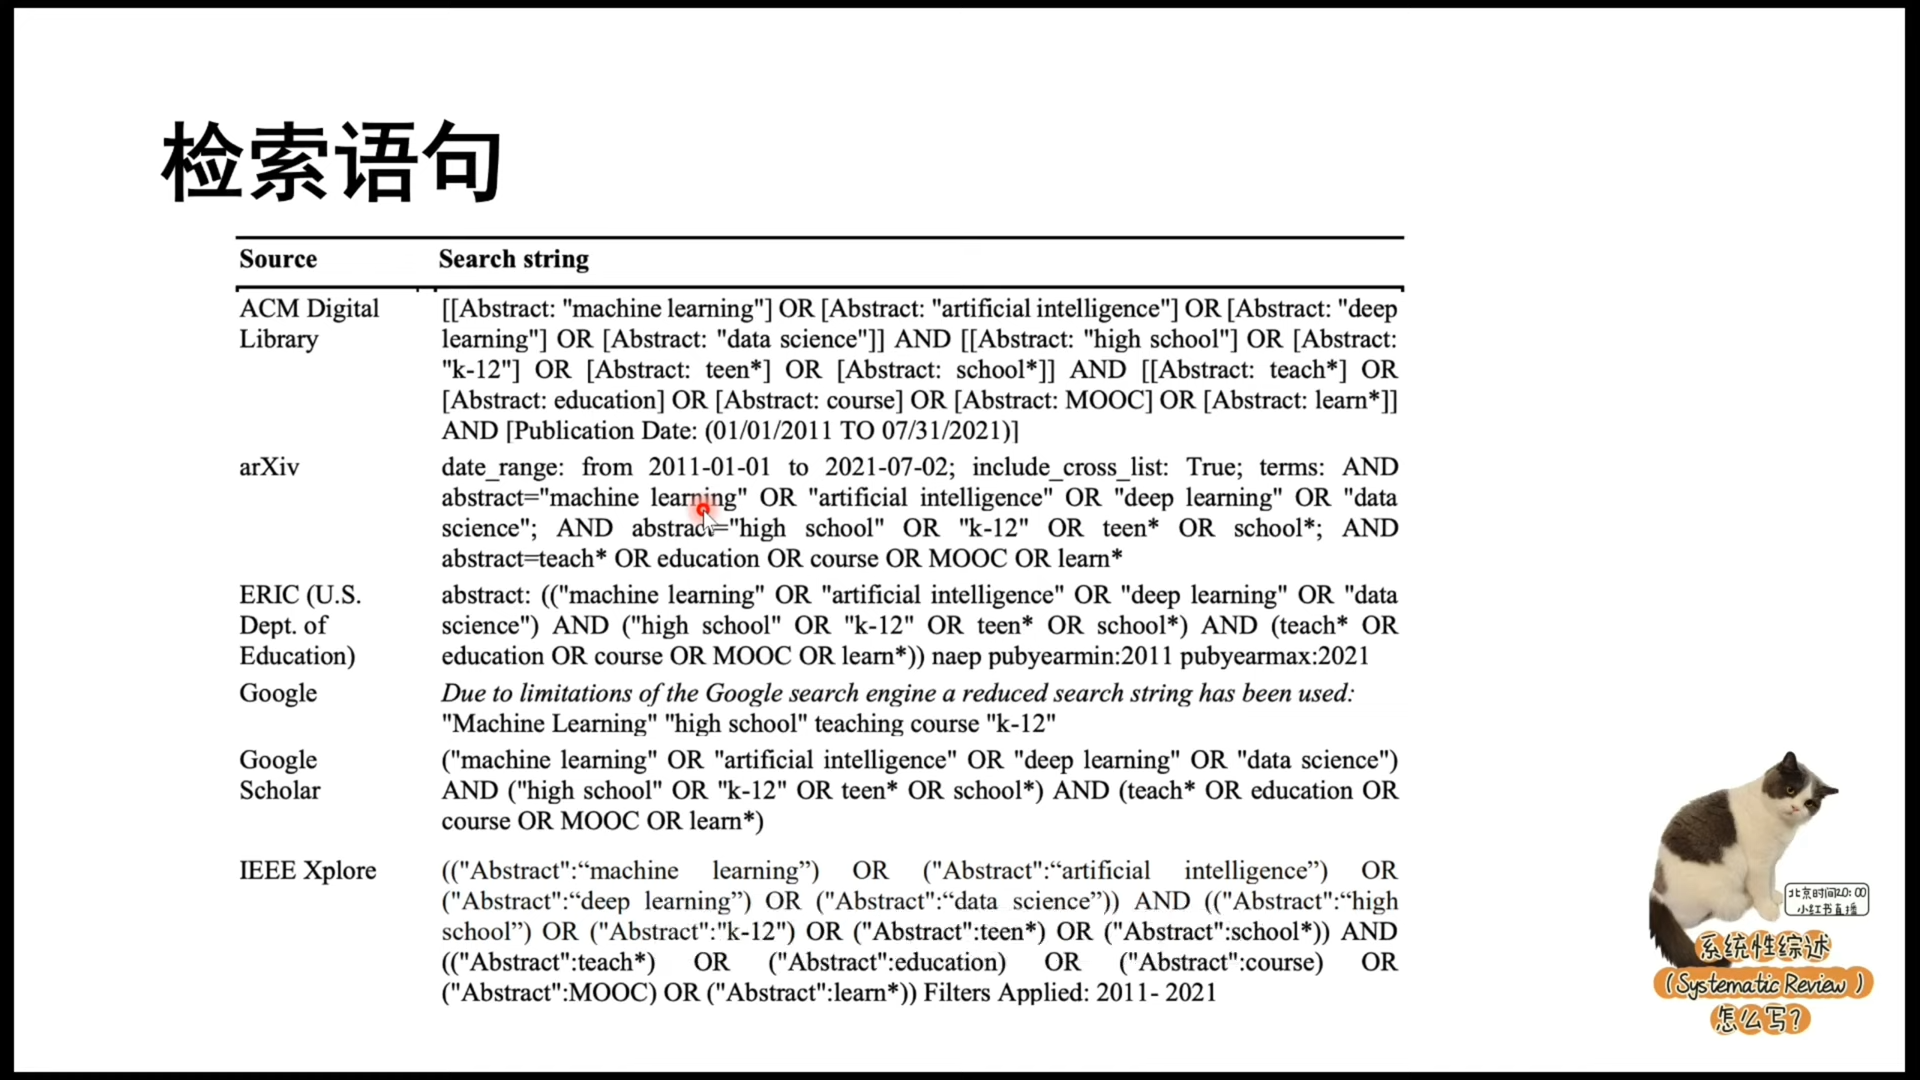 检索语句
Source Search string
ACM Digital [[Abstract: "machine learning"] OR [Abstract: "artificial intelligence"] OR [Abstract: "deep
Library learning"] OR [Abstract: "data science"]] AND [[Abstract: "high school"] OR [Abstract:
"k-12"] OR [Abstract: teen*] OR [Abstract: school*]] AND [[Abstract: teach*] OR
[Abstract: education] OR [Abstract: course] OR [Abstract: MOOC] OR [Abstract: learn*]]
AND [Publication Date: (01/01/2011 TO 07/31/2021)]
arXiv date_range: from 2011-01-01 to 2021-07-02; include_cross_list: True; terms: AND
abstract="machine learning" OR "artificial intelligence" OR "deep learning" OR "data
science"; AND abstract="high school" OR "k-12" OR teen* OR school*; AND
abstract=teach* OR education OR course OR MOOC OR learn*
ERIC (U.S. abstract: (("machine learning" OR "artificial intelligence" OR "deep learning" OR "data
Dept. of science") AND ("high school" OR "k-12" OR teen* OR school*) AND (teach* OR
Education) education OR course OR MOOC OR learn*)) naep pubyearmin:2011 pubyearmax:2021
Google Due to limitations of the Google search engine a reduced search string has been used:
"Machine Learning" "high school" teaching course "k-12"
Google ("machine learning" OR "artificial intelligence" OR "deep learning" OR "data science")
Scholar AND ("high school" OR "k-12" OR teen* OR school*) AND (teach* OR education OR
course OR MOOC OR learn*)
IEEE Xplore (("Abstract":“machine learning”) OR ("Abstract":“artificial intelligence”) OR
("Abstract":“deep learning”) OR ("Abstract":“data science”)) AND (("Abstract":“high
school”) OR ("Abstract":"k-12") OR ("Abstract":teen*) OR ("Abstract":school*)) AND
(("Abstract":teach*) OR ("Abstract":education) OR ("Abstract":course) OR
("Abstract":MOOC) OR ("Abstract":learn*)) Filters Applied: 2011- 2021
北京时间20:00
小红书直播
系统性综述
(Systematic Review)
怎么写?